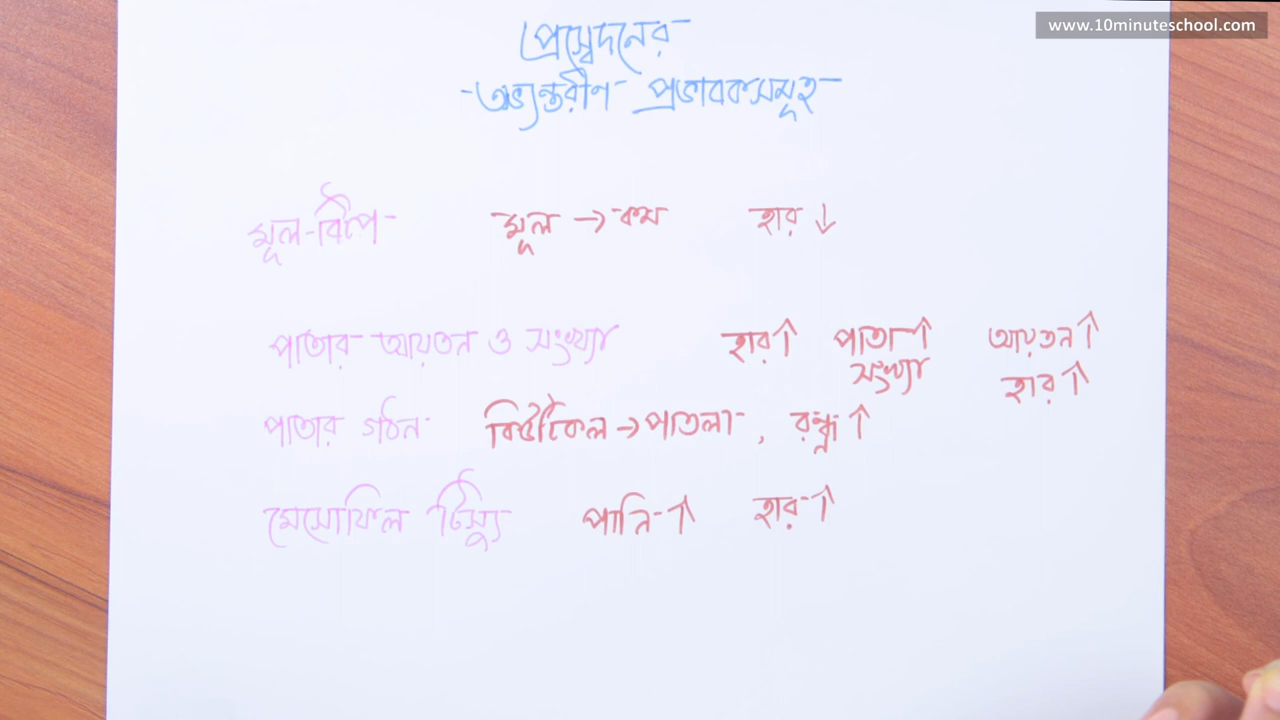 www.10minuteschool.com
প্রস্বেদনের
অভ্যন্তরীণ প্রভাবকসমূহ
মূল-বিটপ মূল → কম হার ↓
পাতার আয়তন ও সংখ্যা হার ↑ পাতা ↑ আয়তন ↑
সংখ্যা হার ↑
পাতার গঠন কিউটিকল → পাতলা , রন্ধ্র ↑
মেসোফিল টিস্যু পানি ↑ হার ↑